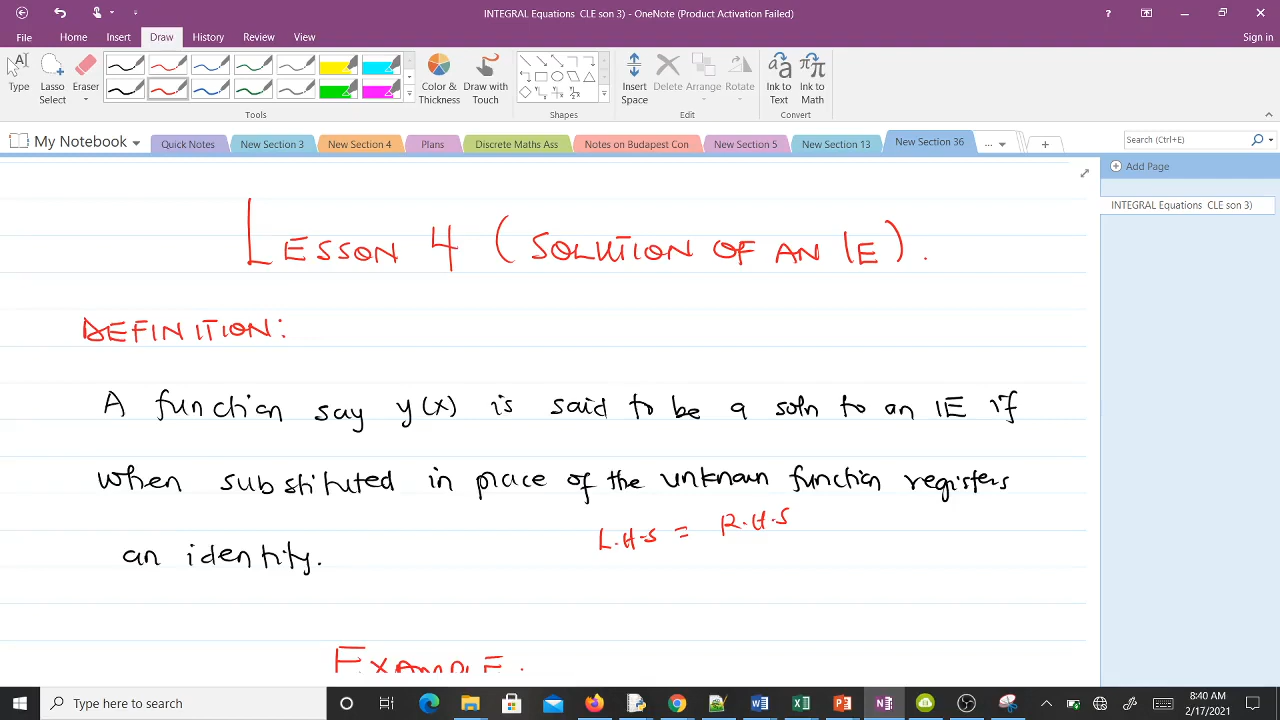 INTEGRAL Equations CLE son 3) - OneNote (Product Activation Failed)
File Home Insert Draw History Review View
Sign in
Type
Lasso Select
Eraser
Color & Thickness
Draw with Touch
Insert Space
Delete
Arrange
Rotate
Ink to Text
Ink to Math
Tools
Shapes
Edit
Convert
My Notebook
Quick Notes
New Section 3
New Section 4
Plans
Discrete Maths Ass
Notes on Budapest Con
New Section 5
New Section 13
New Section 36
...
Search (Ctrl+E)
Add Page
INTEGRAL Equations CLE son 3)
LESSON 4 (SOLUTION OF AN IE).
DEFINITION:
A function say y(x) is said to be a soln to an IE if
when substituted in place of the unknown function registers
L.H.S = R.H.S
an identity.
EXAMPLE.
Type here to search
8:40 AM
2/17/2021